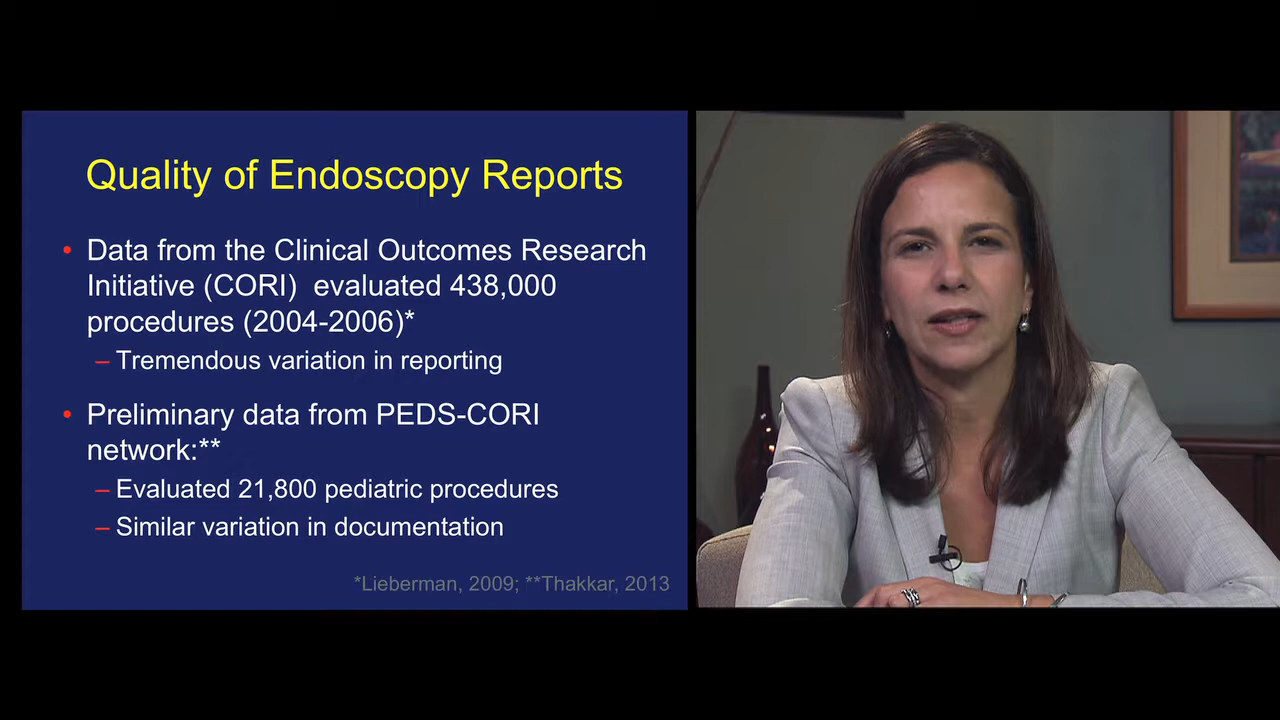 Quality of Endoscopy Reports
• Data from the Clinical Outcomes Research
Initiative (CORI) evaluated 438,000
procedures (2004-2006)*
– Tremendous variation in reporting
• Preliminary data from PEDS-CORI
network:**
– Evaluated 21,800 pediatric procedures
– Similar variation in documentation
*Lieberman, 2009; **Thakkar, 2013